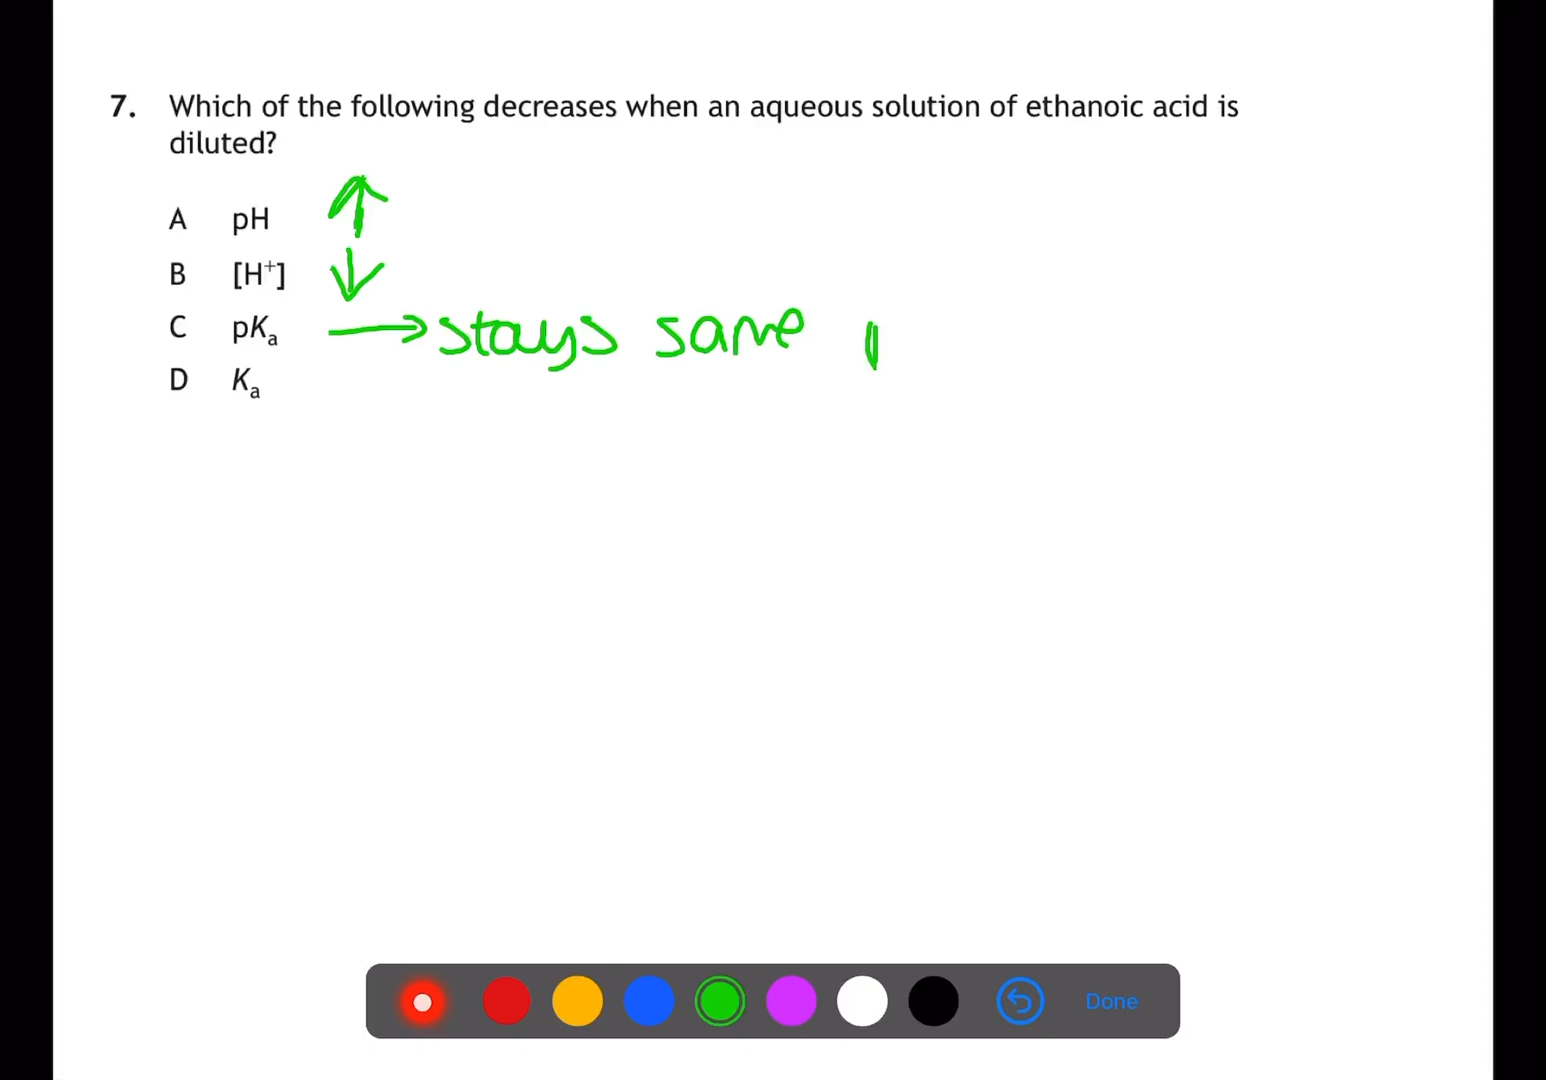 7. Which of the following decreases when an aqueous solution of ethanoic acid is
diluted?
A pH ↑
B [H⁺] ↓
C pKₐ → stays same
D Kₐ
Done